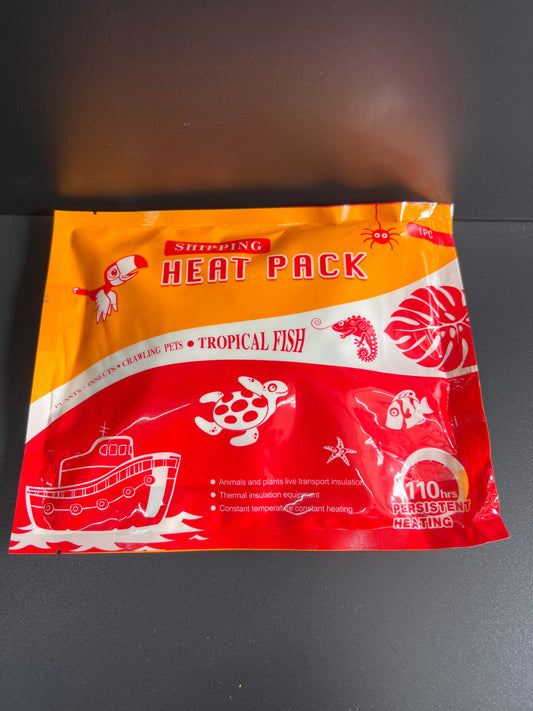 SHIPPING
1PC
HEAT PACK
PLANTS • INSECTS • CRAWLING PETS • TROPICAL FISH
• Animals and plants live transport insulation
• Thermal insulation equipment
• Constant temperature constant heating
110hrs
PERSISTENT
HEATING